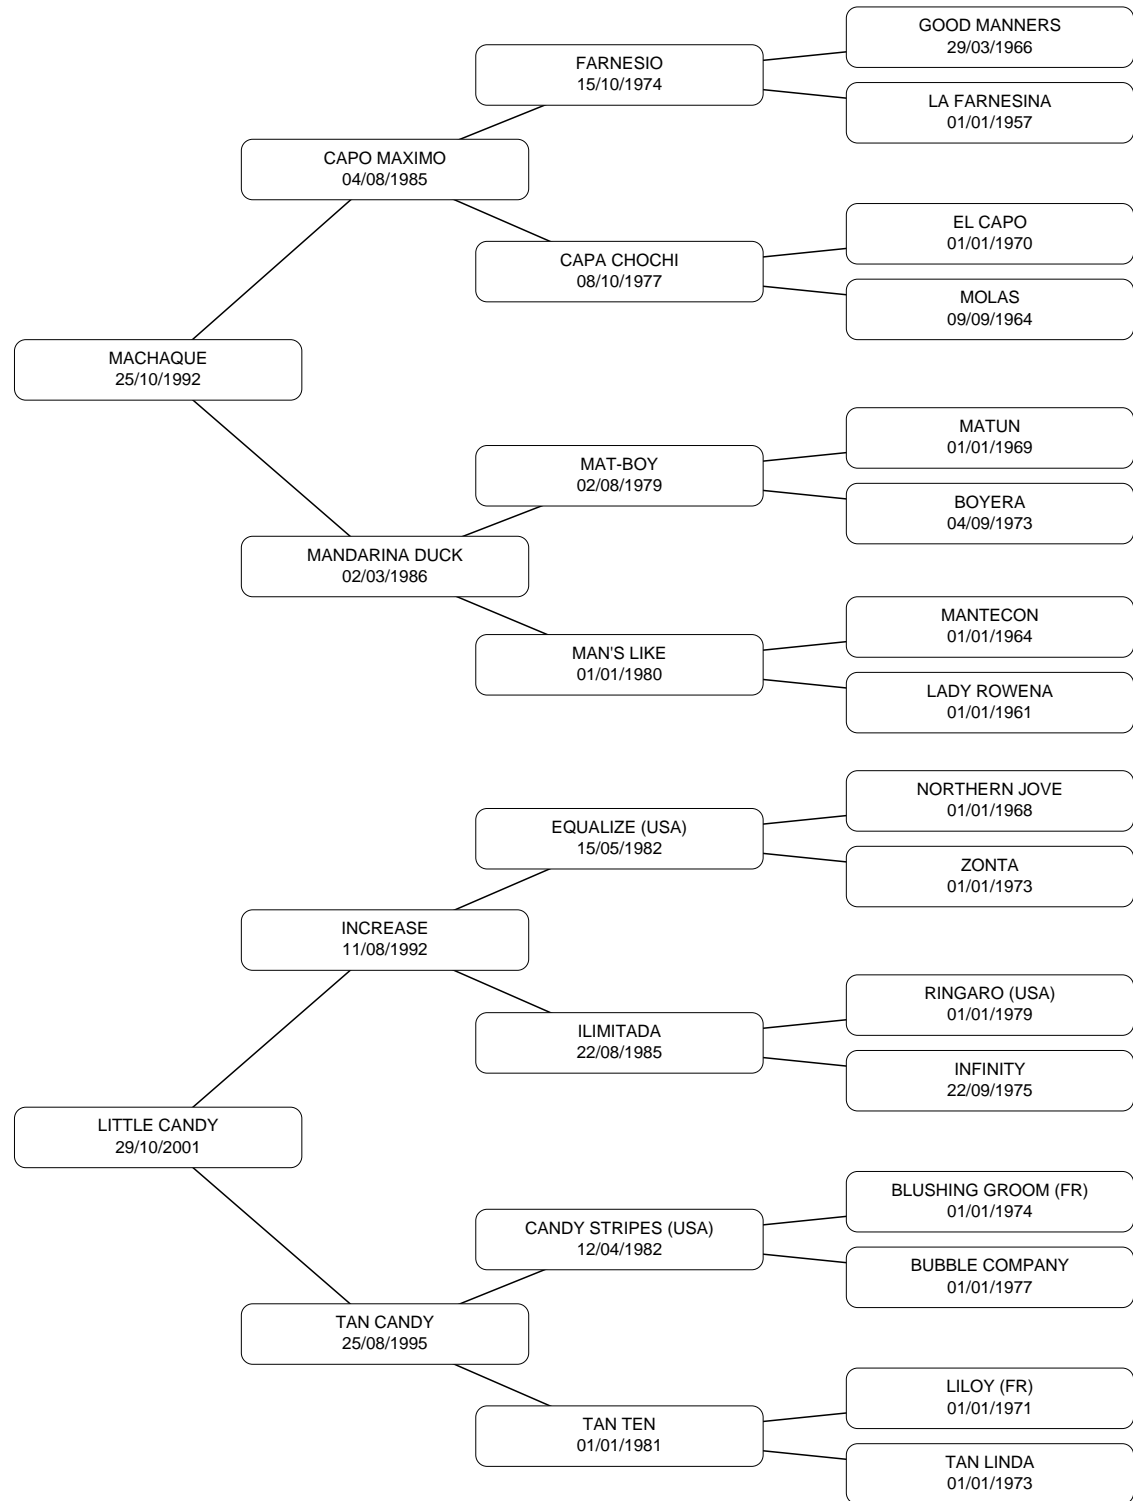 GOOD MANNERS
29/03/1966
FARNESIO
15/10/1974
LA FARNESINA
01/01/1957
CAPO MAXIMO
04/08/1985
EL CAPO
01/01/1970
CAPA CHOCHI
08/10/1977
MOLAS
09/09/1964
MACHAQUE
25/10/1992
MATUN
01/01/1969
MAT-BOY
02/08/1979
BOYERA
04/09/1973
MANDARINA DUCK
02/03/1986
MANTECON
01/01/1964
MAN'S LIKE
01/01/1980
LADY ROWENA
01/01/1961
NORTHERN JOVE
01/01/1968
EQUALIZE (USA)
15/05/1982
ZONTA
01/01/1973
INCREASE
11/08/1992
RINGARO (USA)
01/01/1979
ILIMITADA
22/08/1985
INFINITY
22/09/1975
LITTLE CANDY
29/10/2001
BLUSHING GROOM (FR)
01/01/1974
CANDY STRIPES (USA)
12/04/1982
BUBBLE COMPANY
01/01/1977
TAN CANDY
25/08/1995
LILOY (FR)
01/01/1971
TAN TEN
01/01/1981
TAN LINDA
01/01/1973